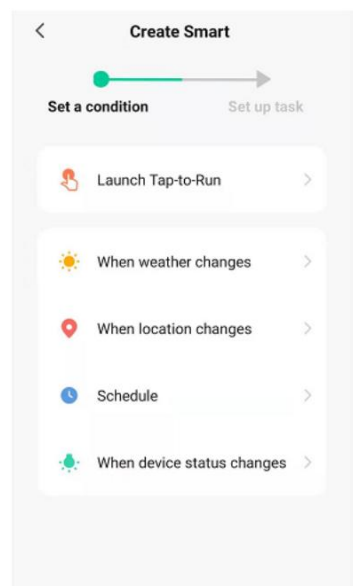 Create Smart
Set a condition
Set up task
Launch Tap-to-Run
When weather changes
When location changes
Schedule
When device status changes